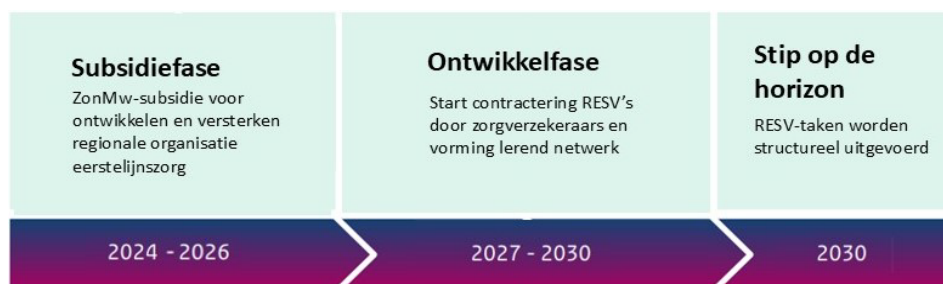 Subsidiefase
ZonMw-subsidie voor
ontwikkelen en versterken
regionale organisatie
eerstelijnszorg
Ontwikkelfase
Start contractering RESV’s
door zorgverzekeraars en
vorming lerend netwerk
Stip op de
horizon
RESV-taken worden
structureel uitgevoerd
2024 - 2026
2027 - 2030
2030